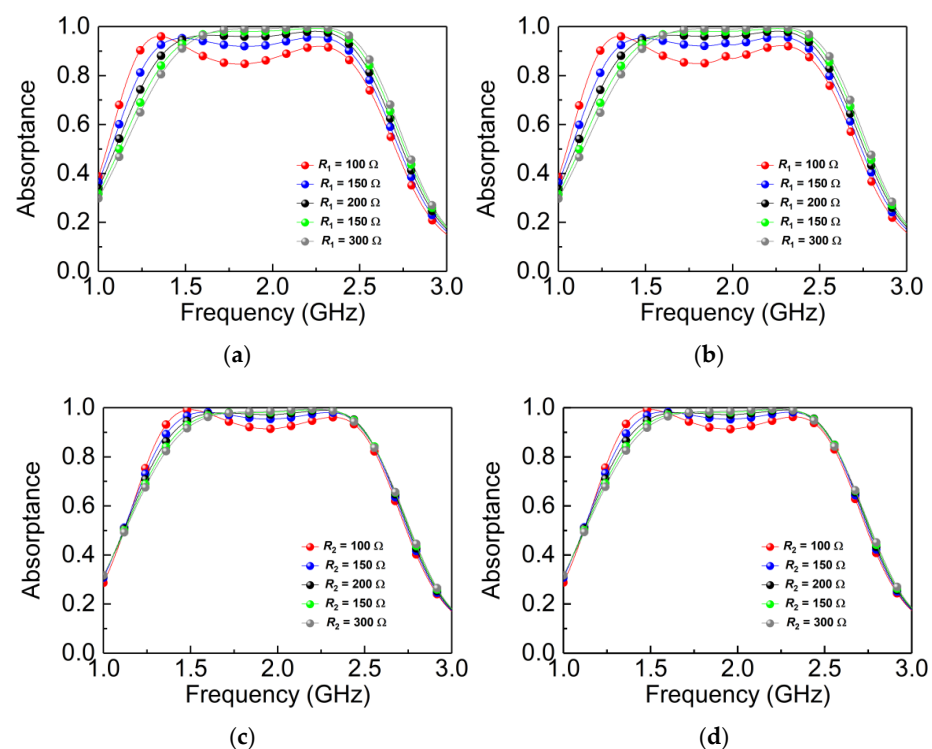 1.0
0.8
0.6
0.4
0.2
0.0
Absorptance
R1 = 100 Ω
R1 = 150 Ω
R1 = 200 Ω
R1 = 150 Ω
R1 = 300 Ω
1.0 1.5 2.0 2.5 3.0
Frequency (GHz)
(a)
1.0
0.8
0.6
0.4
0.2
0.0
Absorptance
R1 = 100 Ω
R1 = 150 Ω
R1 = 200 Ω
R1 = 150 Ω
R1 = 300 Ω
1.0 1.5 2.0 2.5 3.0
Frequency (GHz)
(b)
1.0
0.8
0.6
0.4
0.2
0.0
Absorptance
R2 = 100 Ω
R2 = 150 Ω
R2 = 200 Ω
R2 = 150 Ω
R2 = 300 Ω
1.0 1.5 2.0 2.5 3.0
Frequency (GHz)
(c)
1.0
0.8
0.6
0.4
0.2
0.0
Absorptance
R2 = 100 Ω
R2 = 150 Ω
R2 = 200 Ω
R2 = 150 Ω
R2 = 300 Ω
1.0 1.5 2.0 2.5 3.0
Frequency (GHz)
(d)